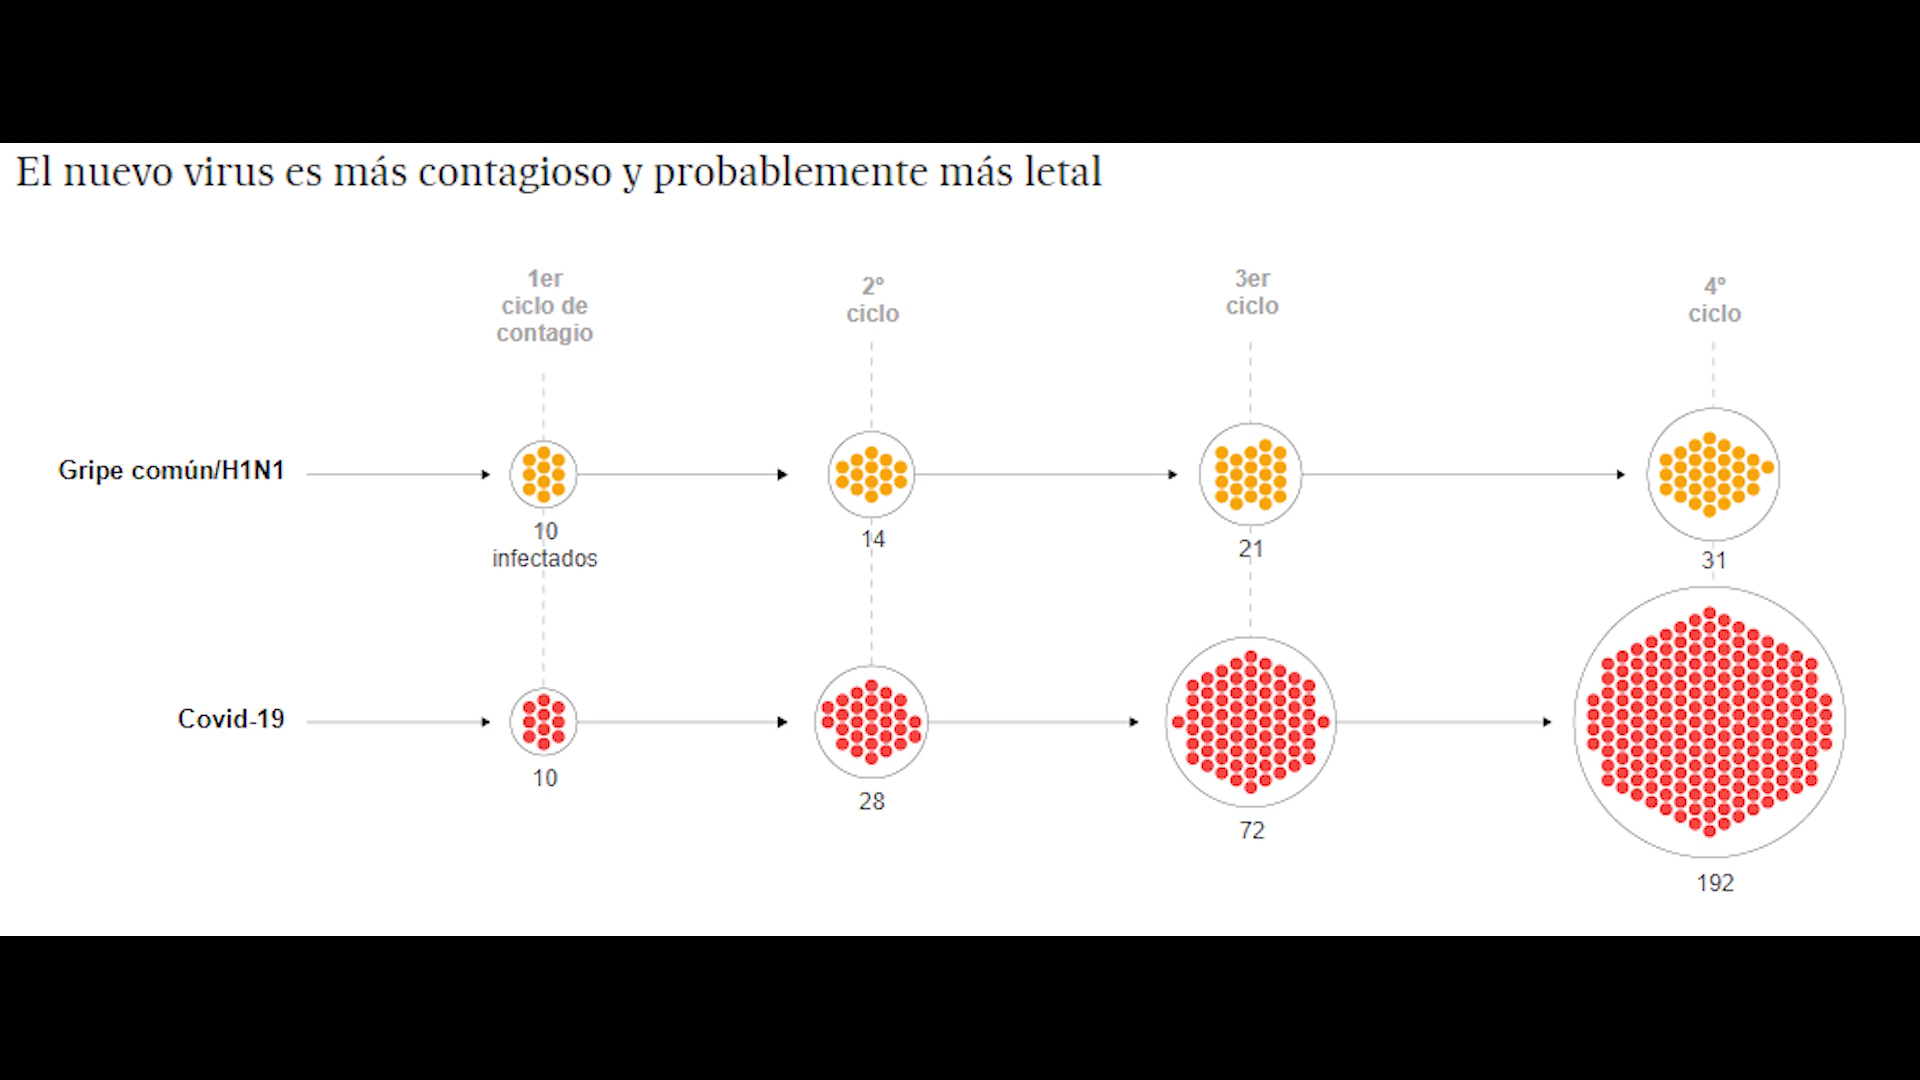 El nuevo virus es más contagioso y probablemente más letal
1er
ciclo de
contagio
2º
ciclo
3er
ciclo
4º
ciclo
Gripe común/H1N1
10
infectados
14
21
31
Covid-19
10
28
72
192